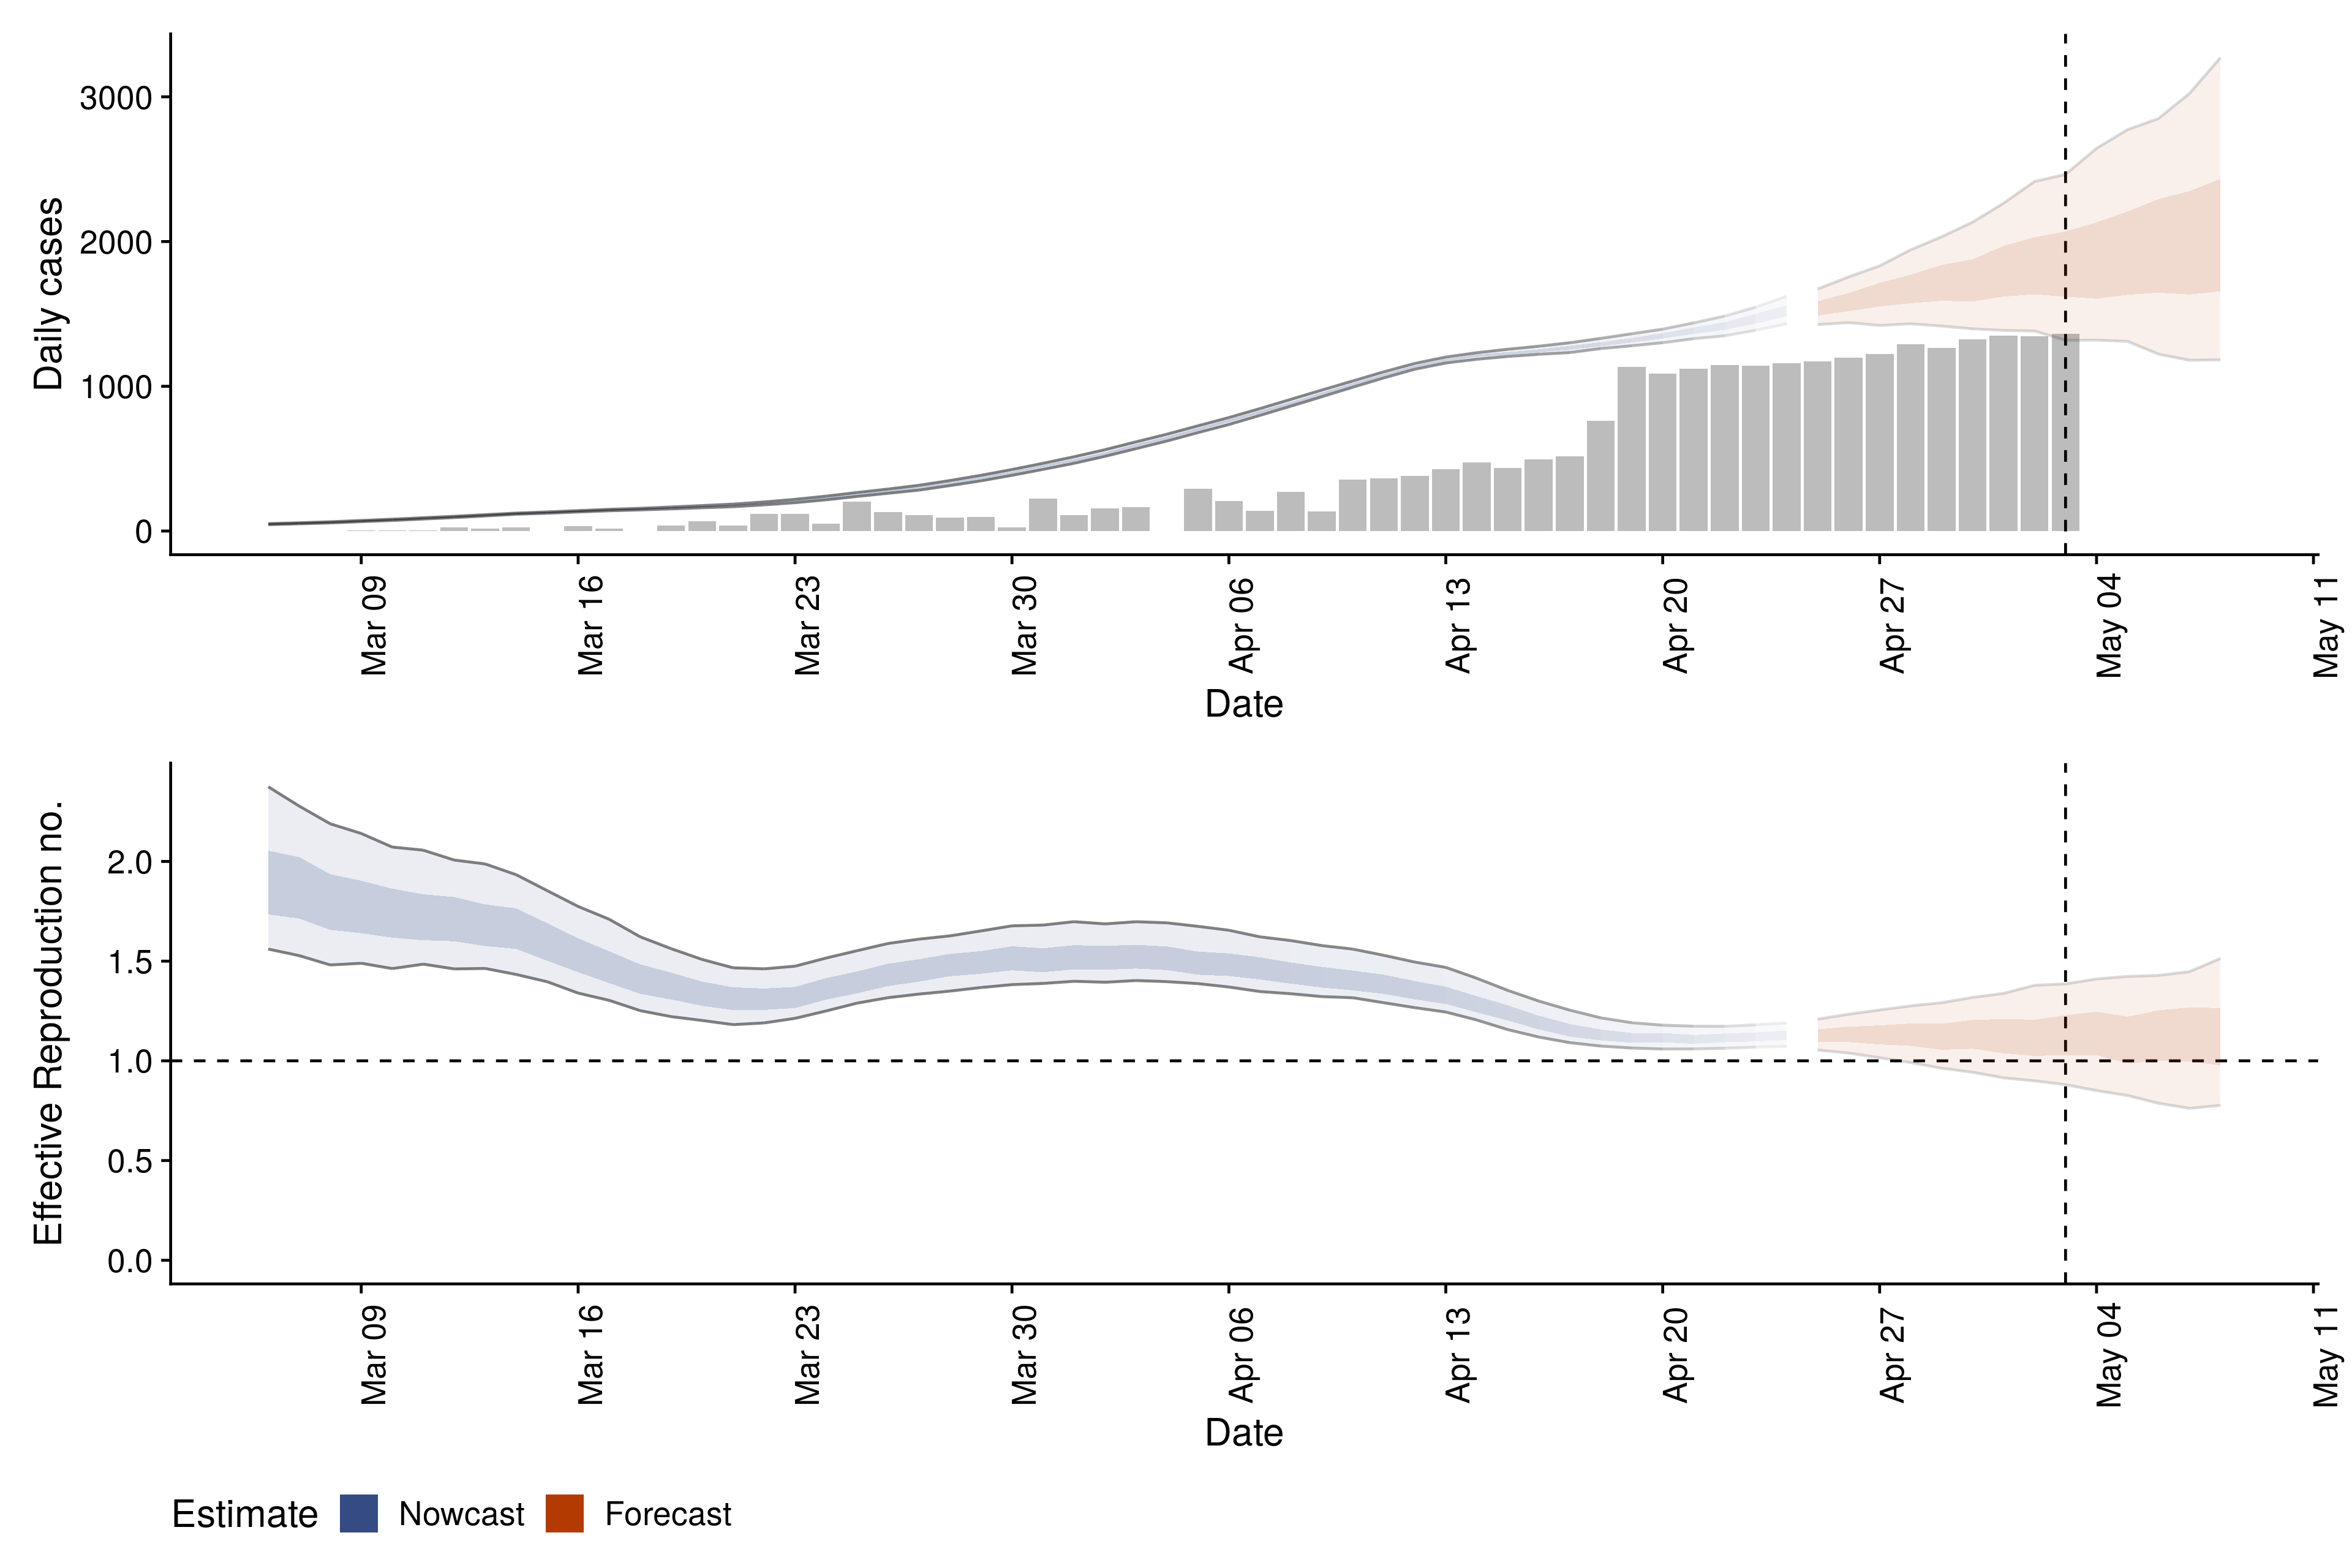 Daily cases
3000
2000
1000
0
Mar 09
Mar 16
Mar 23
Mar 30
Apr 06
Apr 13
Apr 20
Apr 27
May 04
May 11
Date
Effective Reproduction no.
2.0
1.5
1.0
0.5
0.0
Mar 09
Mar 16
Mar 23
Mar 30
Apr 06
Apr 13
Apr 20
Apr 27
May 04
May 11
Date
Estimate Nowcast Forecast